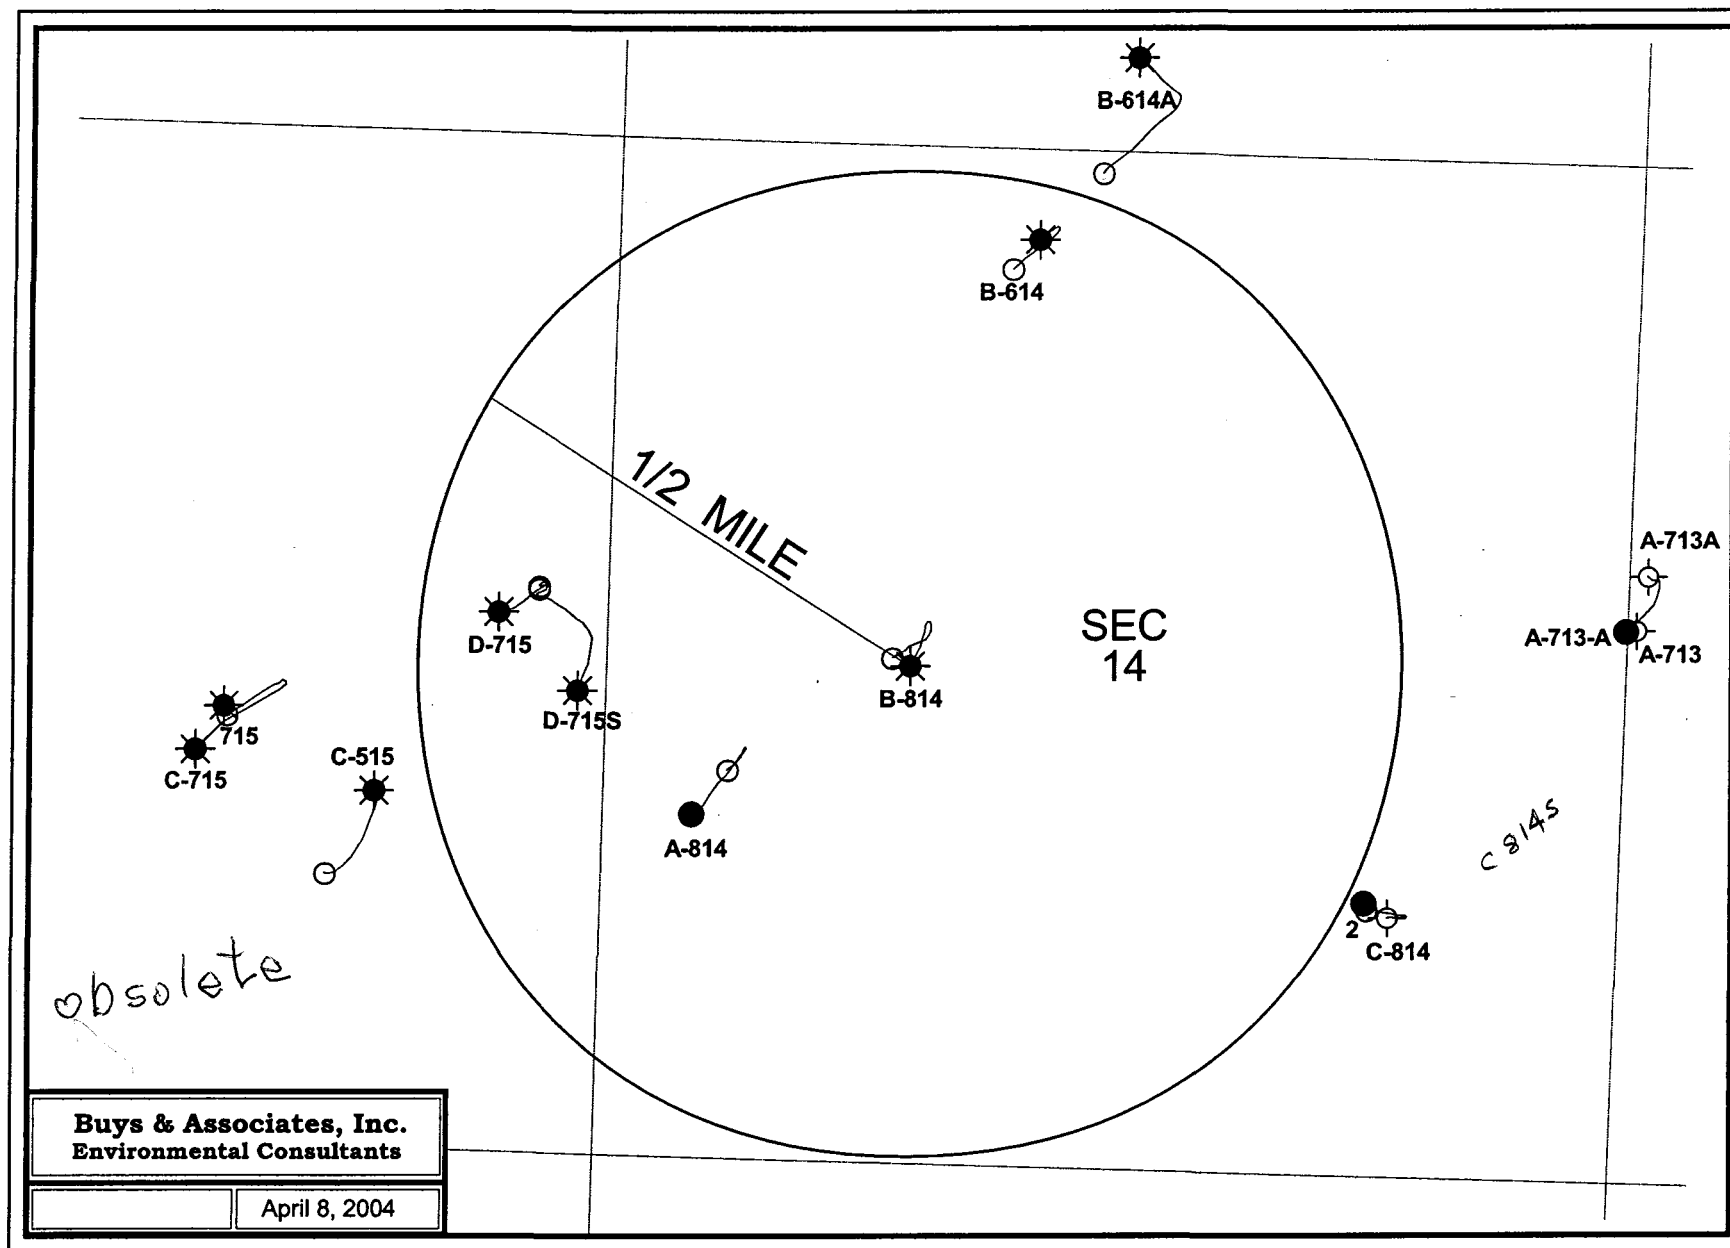 B-614A
B-614
1/2 MILE
SEC
14
A-713A
A-713-A
A-713
D-715
B-814
D-715S
715
C-715
C-515
A-814
C 814S
2
C-814
obsolete
Buys & Associates, Inc.
Environmental Consultants
April 8, 2004